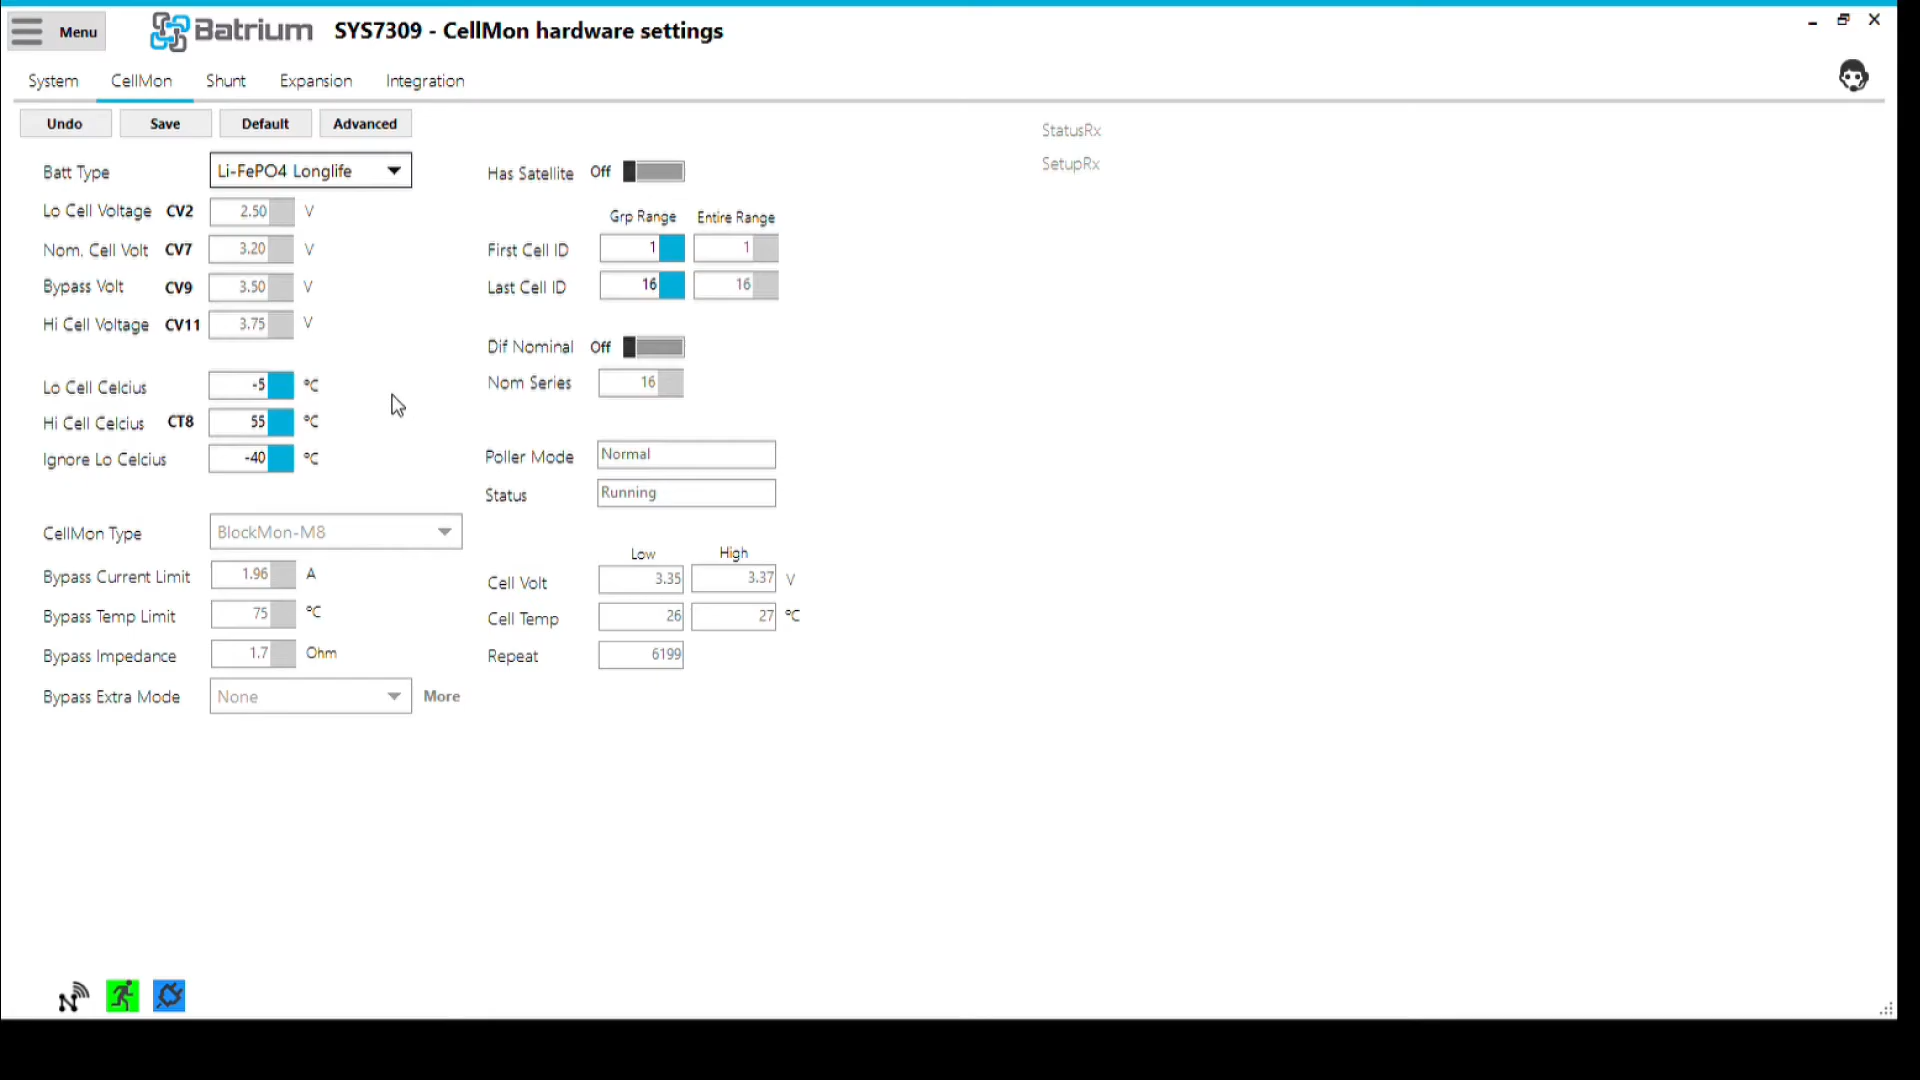 Menu
Batrium
SYS7309 - CellMon hardware settings
System CellMon Shunt Expansion Integration
Undo Save Default Advanced
StatusRx
SetupRx
Batt Type Li-FePO4 Longlife
Lo Cell Voltage CV2 2.50 V
Nom. Cell Volt CV7 3.20 V
Bypass Volt CV9 3.50 V
Hi Cell Voltage CV11 3.75 V
Lo Cell Celcius -5 °C
Hi Cell Celcius CT8 55 °C
Ignore Lo Celcius -40 °C
CellMon Type BlockMon-M8
Bypass Current Limit 1.96 A
Bypass Temp Limit 75 °C
Bypass Impedance 1.7 Ohm
Bypass Extra Mode None More
Has Satellite Off
Grp Range Entire Range
First Cell ID 1 1
Last Cell ID 16 16
Dif Nominal Off
Nom Series 16
Poller Mode Normal
Status Running
Low High
Cell Volt 3.35 3.37 V
Cell Temp 26 27 °C
Repeat 6199
N